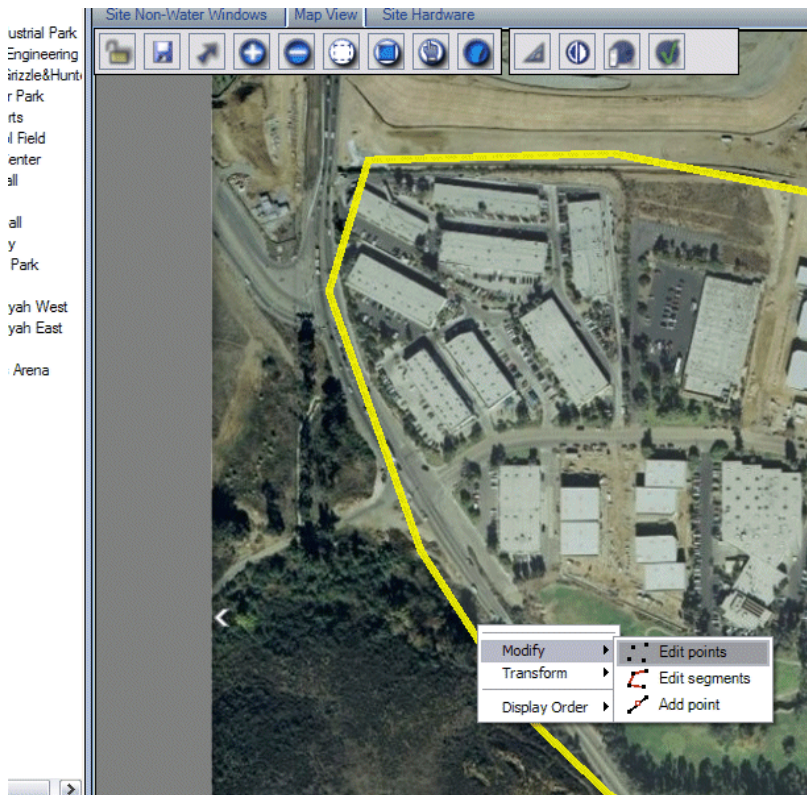 Site Non-Water Windows
Map View
Site Hardware
ustrial Park
Engineering
Grizzle&Hunt
r Park
rts
l Field
Center
all
all
y
Park
yah West
yah East
Arena
Modify
Transform
Display Order
Edit points
Edit segments
Add point